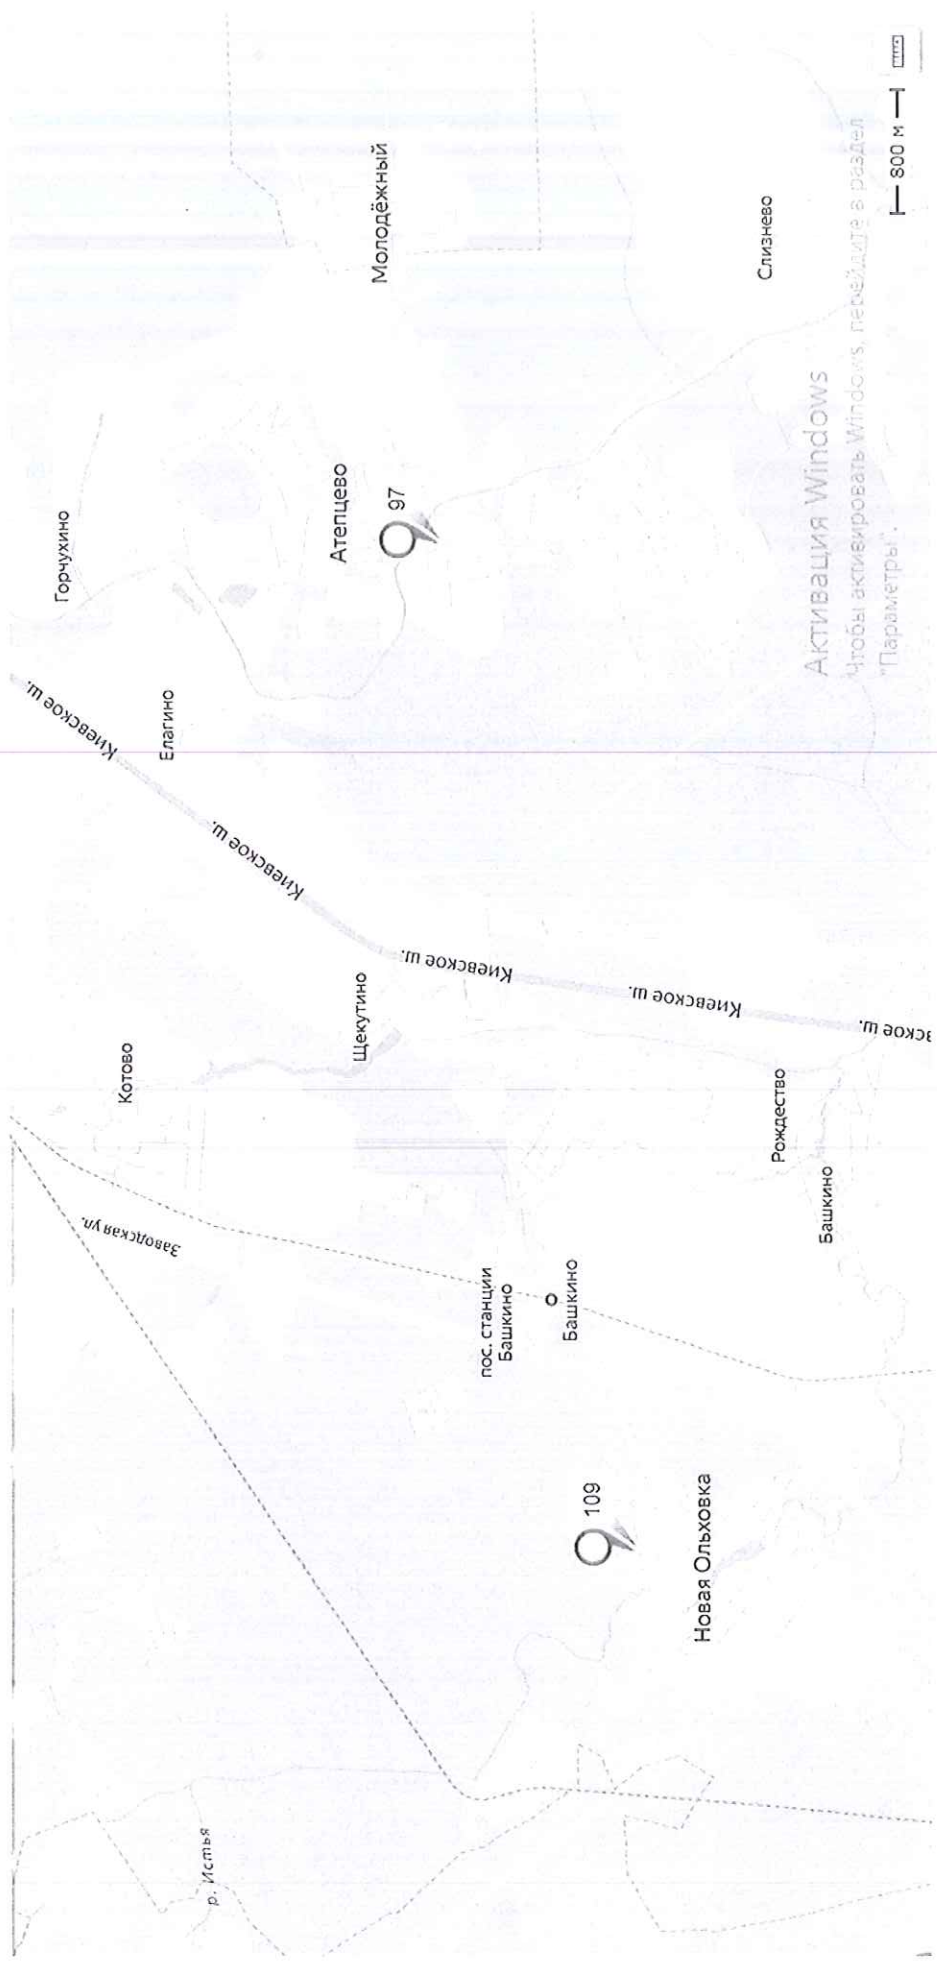 Киевское ш.
Горчухино
Заводская ул.
Котово
Елагино
р. Истья
Киевское ш.
Щекутино
Атепцево
97
Молодёжный
Киевское ш.
пос. станции
Башкино
Башкино
109
Киевское ш.
Новая Ольховка
Рождество
Слизнево
Башкино
Активация Windows
Чтобы активировать Windows, перейдите в раздел
"Параметры".
вское ш.
800 м